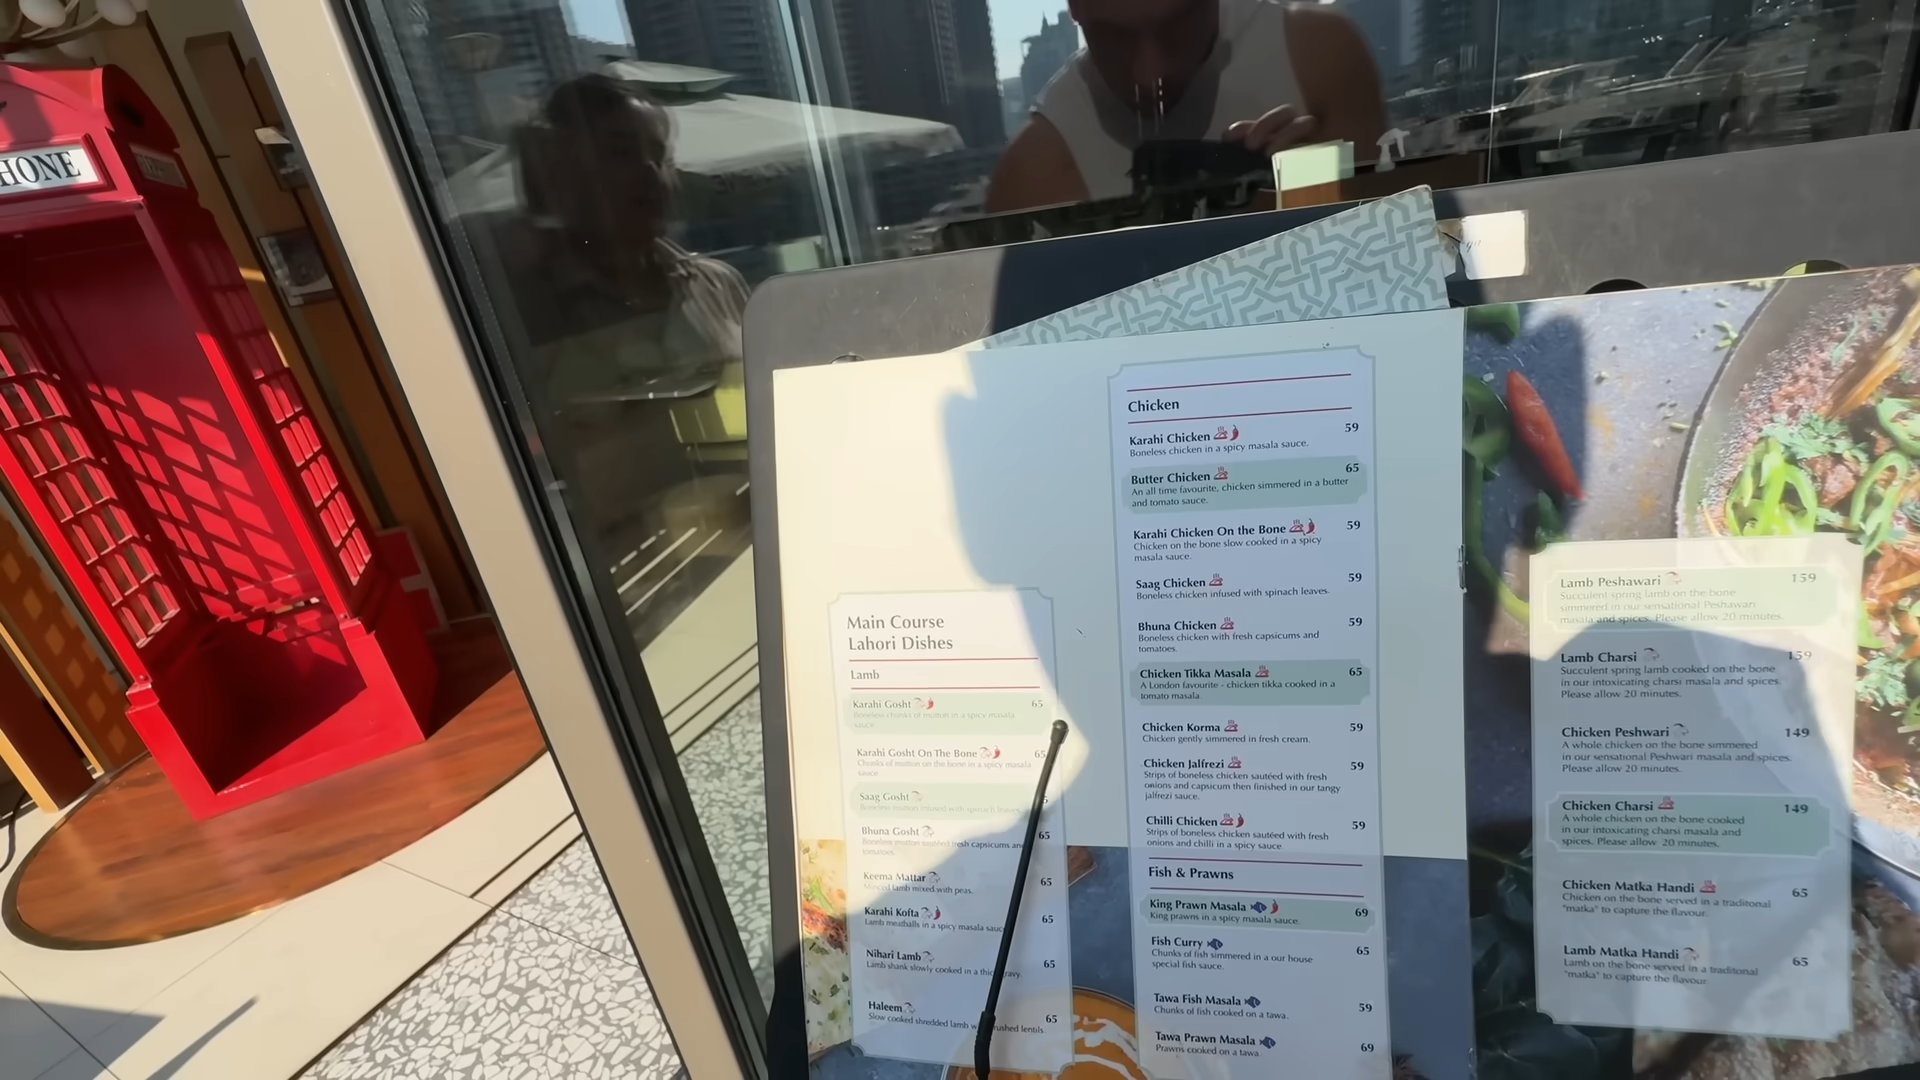 HONE
Main Course
Lahori Dishes
Lamb
Karahi Gosht 65
Boneless chunks of mutton in a spicy masala
sauce.
Karahi Gosht On The Bone 65
Chunks of mutton on the bone in a spicy masala
sauce.
Saag Gosht
Boneless mutton infused with spinach leaves
Bhuna Gosht 65
Boneless mutton sautéed fresh capsicums and
tomatoes.
Keema Mattar 65
Minced lamb mixed with peas.
Karahi Kofta 65
Lamb meatballs in a spicy masala sauce
Nihari Lamb 65
Lamb shank slowly cooked in a thick gravy.
Haleem 65
Slow cooked shredded lamb crushed lentils
Chicken
Karahi Chicken 59
Boneless chicken in a spicy masala sauce.
Butter Chicken 65
An all time favourite, chicken simmered in a butter
and tomato sauce.
Karahi Chicken On the Bone 59
Chicken on the bone slow cooked in a spicy
masala sauce.
Saag Chicken 59
Boneless chicken infused with spinach leaves.
Bhuna Chicken 59
Boneless chicken with fresh capsicums and
tomatoes.
Chicken Tikka Masala 65
A London favourite - chicken tikka cooked in a
tomato masala
Chicken Korma 59
Chicken gently simmered in fresh cream.
Chicken Jalfrezi 59
Strips of boneless chicken sautéed with fresh
onions and capsicum then finished in our tangy
jalfrezi sauce.
Chilli Chicken 59
Strips of boneless chicken sautéed with fresh
onions and chilli in a spicy sauce
Fish & Prawns
King Prawn Masala 69
King prawns in a spicy masala sauce.
Fish Curry 65
Chunks of fish simmered in a our house
special fish sauce.
Tawa Fish Masala 59
Chunks of fish cooked on a tawa.
Tawa Prawn Masala 69
Prawns cooked on a tawa
Lamb Peshawari 159
Succulent spring lamb on the bone
simmered in our sensational Peshawari
masala and spices. Please allow 20 minutes.
Lamb Charsi 159
Succulent spring lamb cooked on the bone
in our intoxicating charsi masala and spices
Please allow 20 minutes.
Chicken Peshwari 149
A whole chicken on the bone simmered
in our sensational Peshwari masala and spices.
Please allow 20 minutes.
Chicken Charsi 149
A whole chicken on the bone cooked
in our intoxicating charsi masala and
spices. Please allow 20 minutes.
Chicken Matka Handi 65
Chicken on the bone served in a traditonal
"matka" to capture the flavour.
Lamb Matka Handi 65
Lamb on the bone served in a traditonal
"matka" to capture the flavour